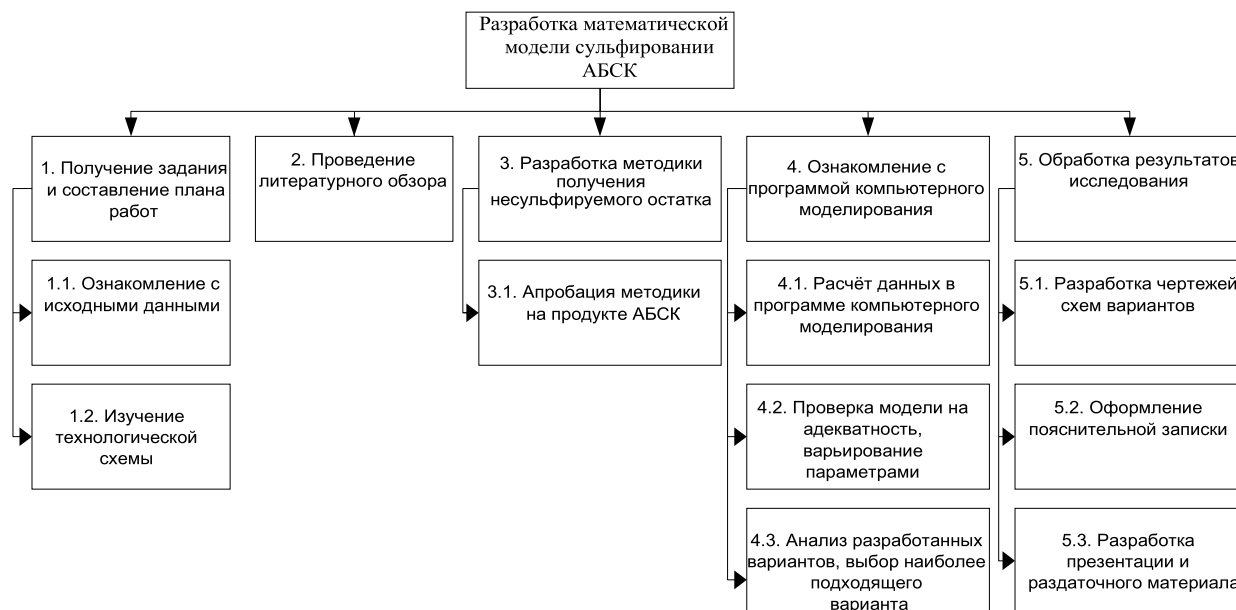 Разработка математической
модели сульфировании
АБСК
1. Получение задания
и составление плана
работ
2. Проведение
литературного обзора
3. Разработка методики
получения
несульфируемого остатка
4. Ознакомление с
программой компьютерного
моделирования
5. Обработка результатов
исследования
1.1. Ознакомление с
исходными данными
3.1. Апробация методики
на продукте АБСК
4.1. Расчёт данных в
программе компьютерного
моделирования
5.1. Разработка чертежей
схем вариантов
1.2. Изучение
технологической
схемы
4.2. Проверка модели на
адекватность,
варьирование
параметрами
5.2. Оформление
пояснительной записки
4.3. Анализ разработанных
вариантов, выбор наиболее
подходящего
варианта
5.3. Разработка
презентации и
раздаточного материала